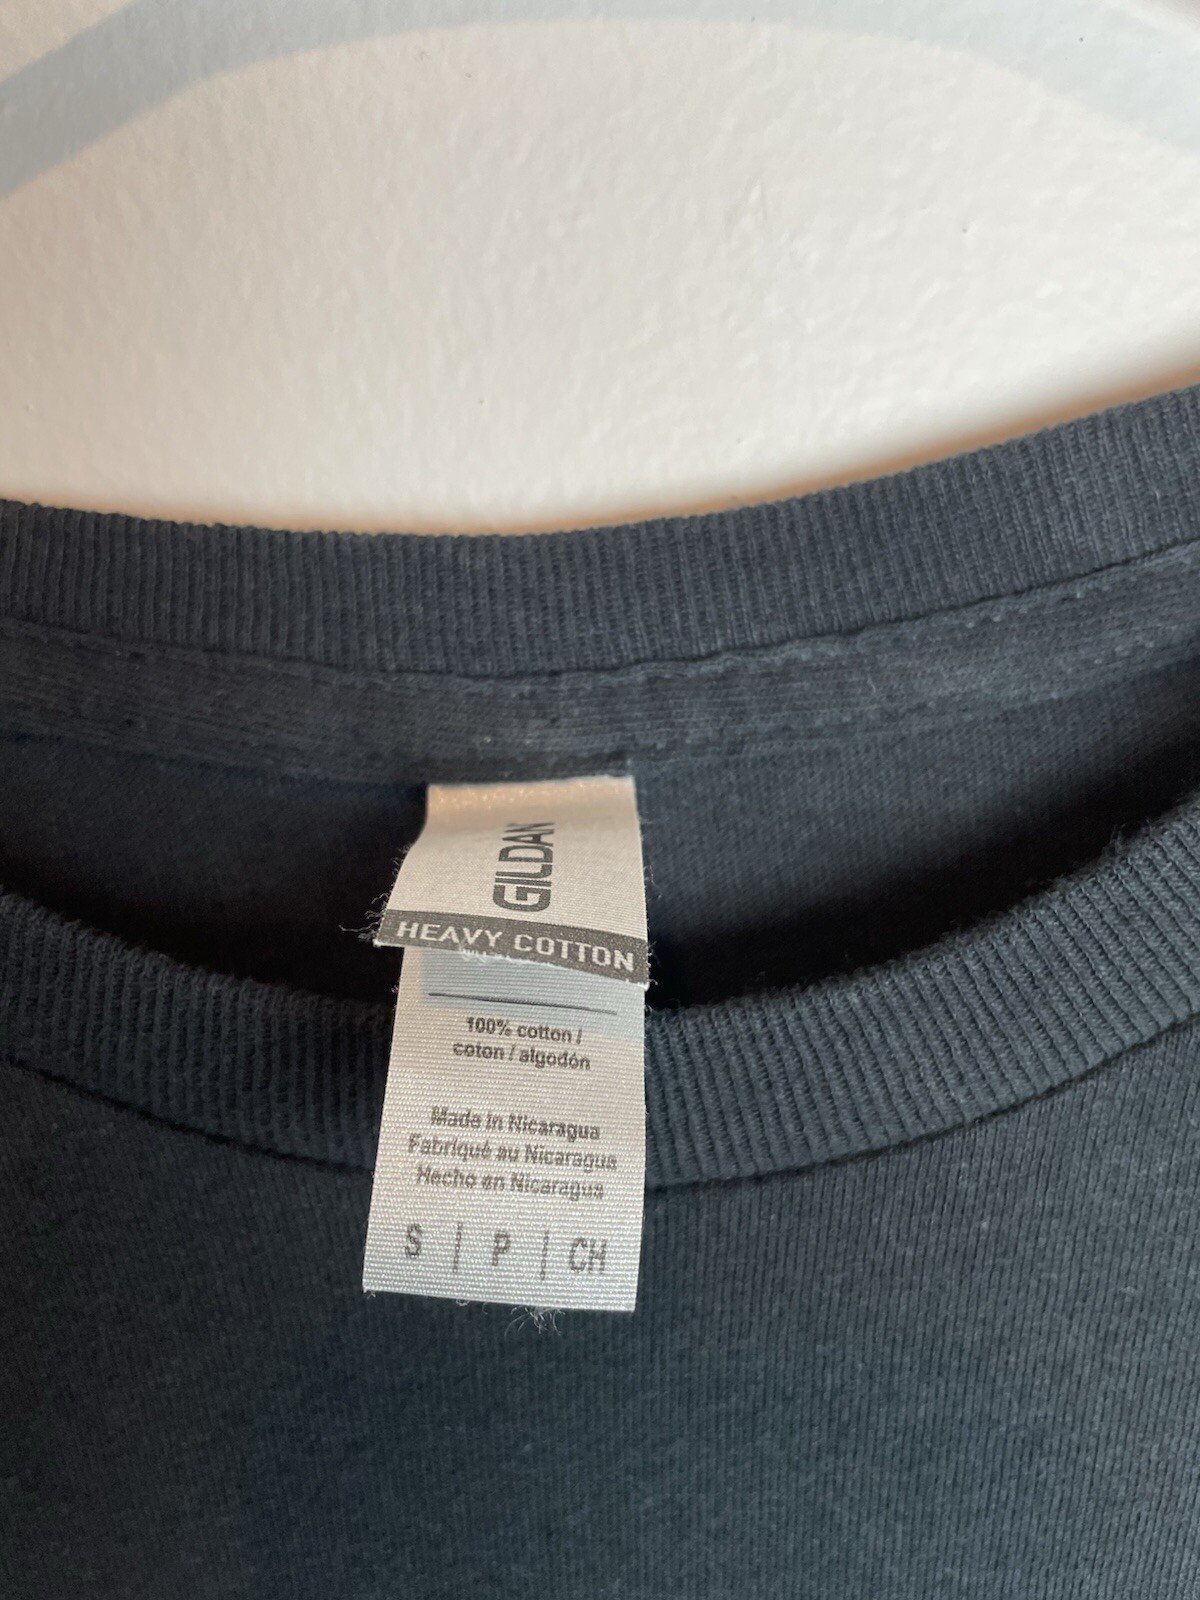 GILDAN
HEAVY COTTON
100% cotton /
coton / algodón
Made in Nicaragua
Fabriqué au Nicaragua
Hecho en Nicaragua
S | P | CH